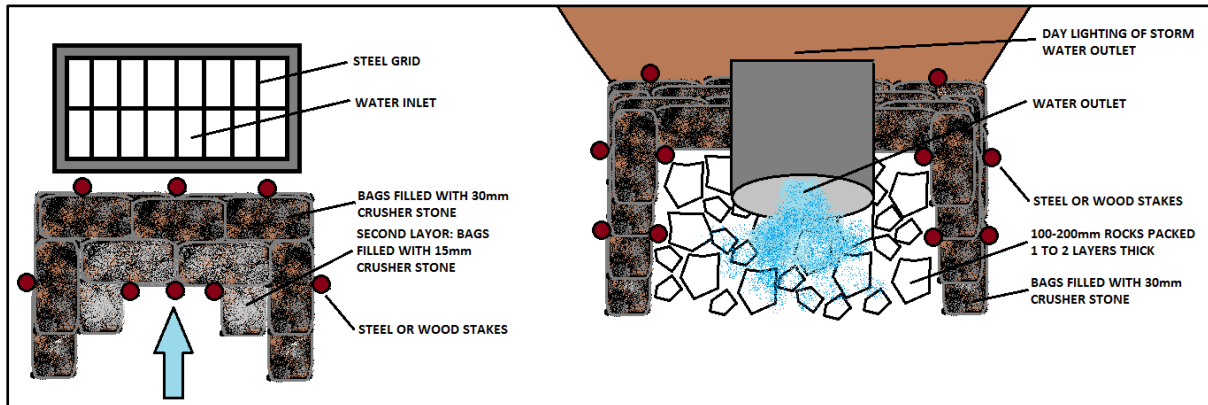 STEEL GRID
WATER INLET
BAGS FILLED WITH 30mm
CRUSHER STONE
SECOND LAYOR: BAGS
FILLED WITH 15mm
CRUSHER STONE
STEEL OR WOOD STAKES
DAY LIGHTING OF STORM
WATER OUTLET
WATER OUTLET
STEEL OR WOOD STAKES
100-200mm ROCKS PACKED
1 TO 2 LAYERS THICK
BAGS FILLED WITH 30mm
CRUSHER STONE